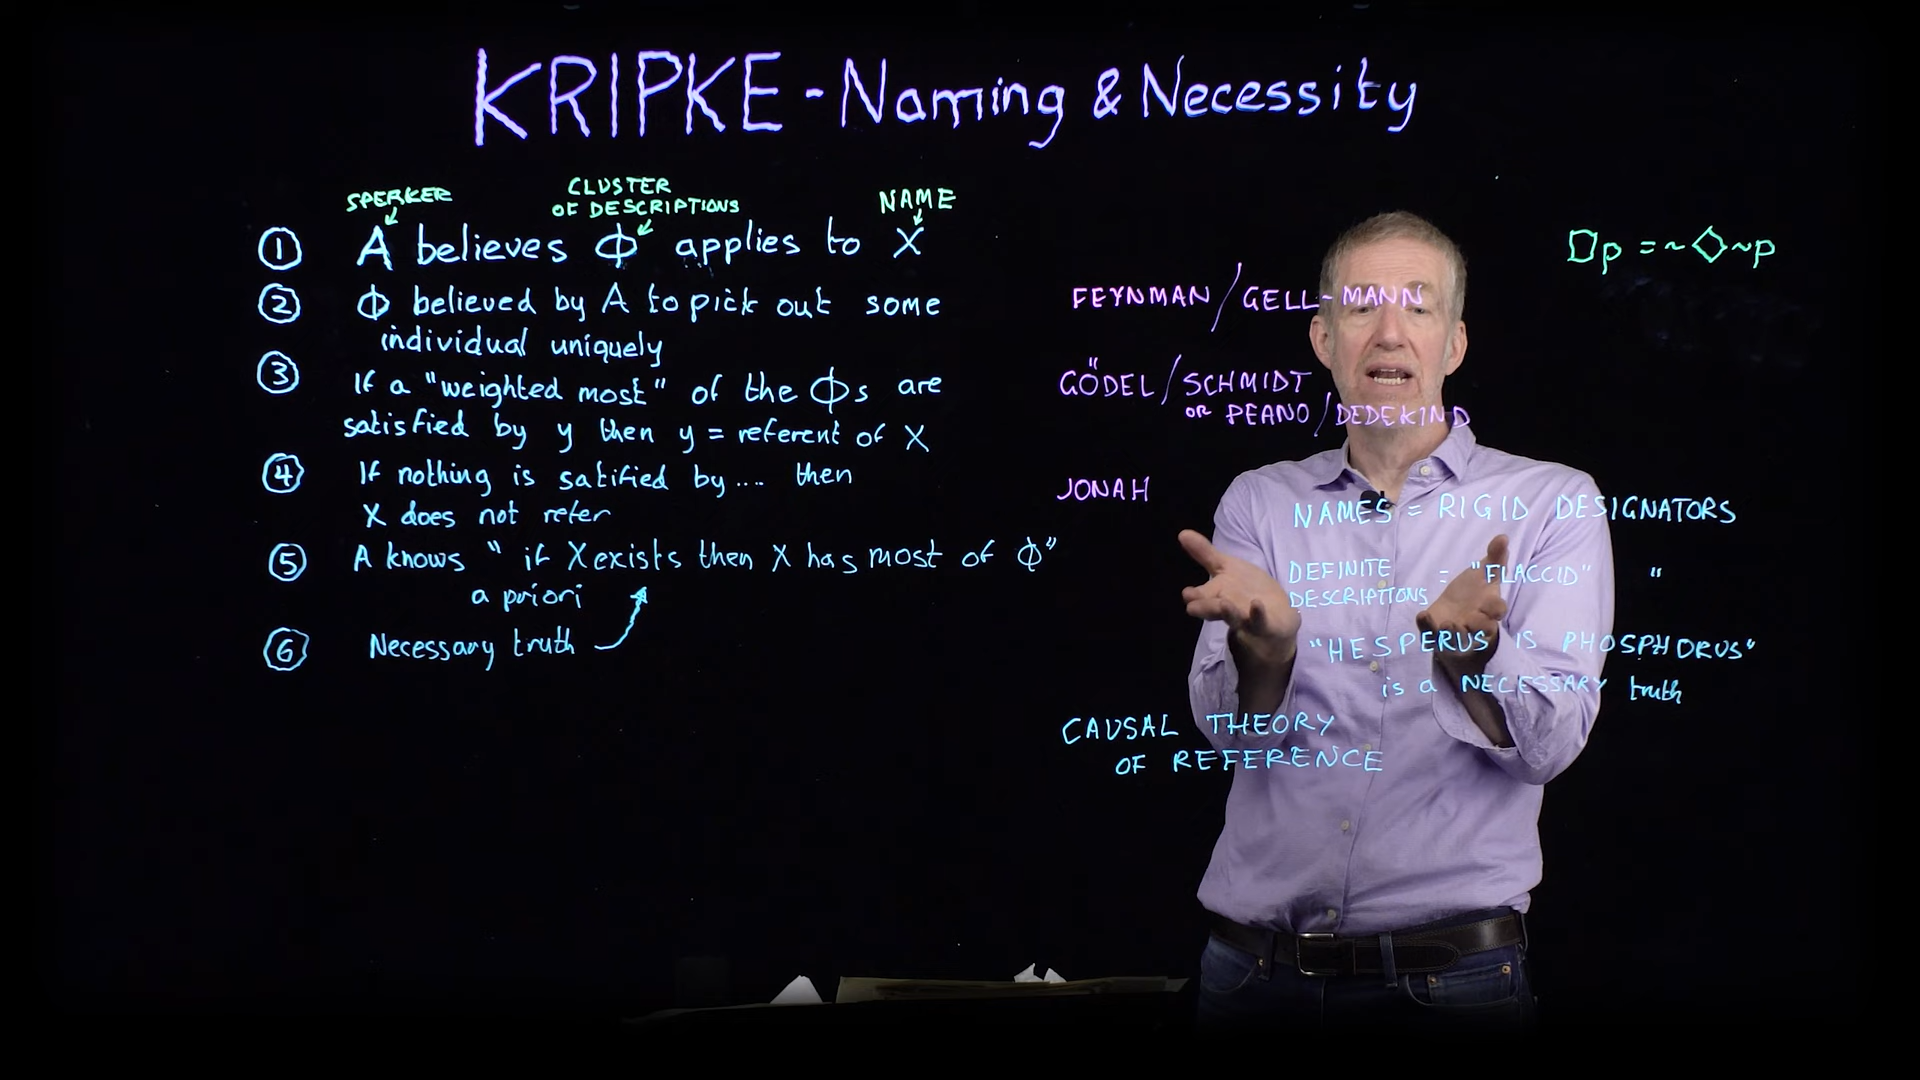 KRIPKE - Naming & Necessity
SPERKER
CLUSTER
OF DESCRIPTIONS
NAME
① A believes Φ applies to X
② Φ believed by A to pick out some
individual uniquely
③ If a "weighted most" of the Φs are
satisfied by y then y = referent of X
④ If nothing is satified by.... then
X does not refer
⑤ A knows "if X exists then X has most of Φ"
a priori
⑥ Necessary truth
FEYNMAN / GELL-MANN
GÖDEL / SCHMIDT
OR PEANO / DEDEKIND
JONAH
□p = ~◇~p
NAMES = RIGID DESIGNATORS
DEFINITE
DESCRIPTIONS = "FLACCID" "
"HESPERUS IS PHOSPHORUS"
is a NECESSARY truth
CAUSAL THEORY
OF REFERENCE